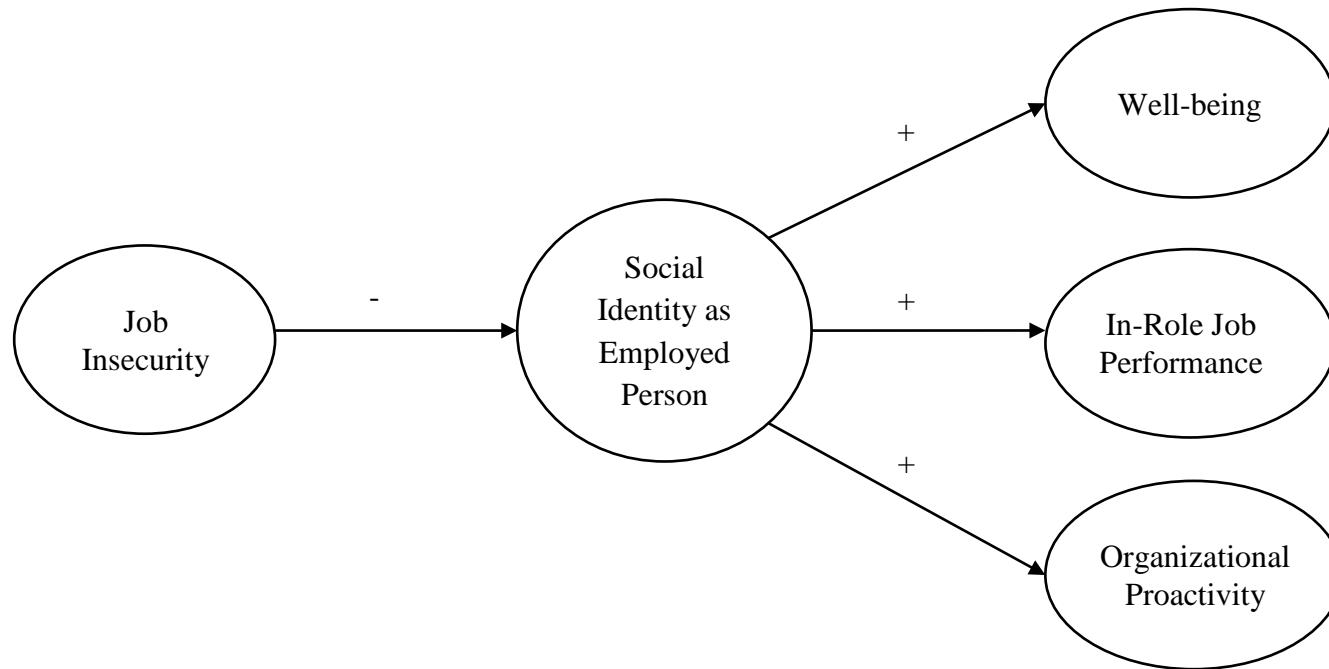 Well-being
+
Social
Identity as
Employed
Person
-
+
Job
Insecurity
In-Role Job
Performance
+
Organizational
Proactivity